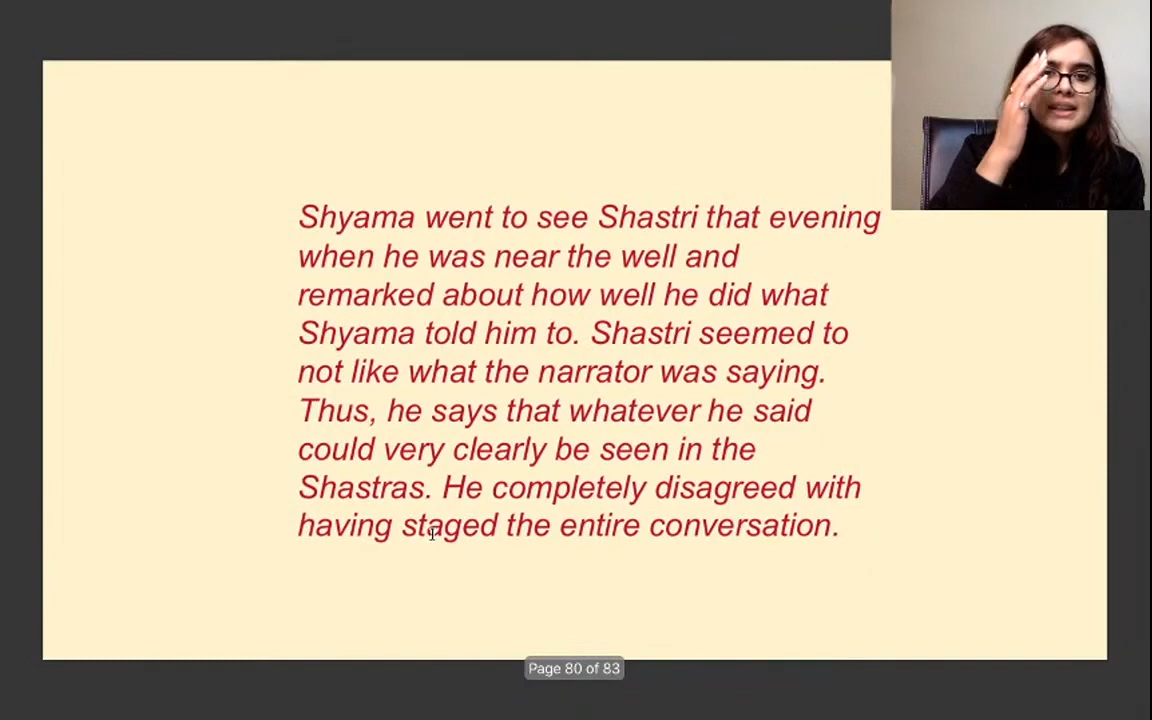 Shyama went to see Shastri that evening
when he was near the well and
remarked about how well he did what
Shyama told him to. Shastri seemed to
not like what the narrator was saying.
Thus, he says that whatever he said
could very clearly be seen in the
Shastras. He completely disagreed with
having staged the entire conversation.
Page 80 of 83